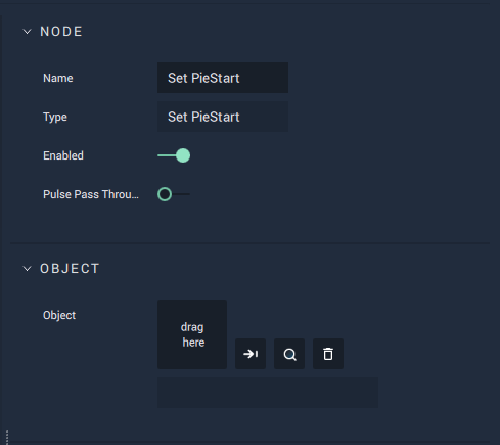 NODE
Name Set PieStart
Type Set PieStart
Enabled
Pulse Pass Throu...
OBJECT
Object
drag
here